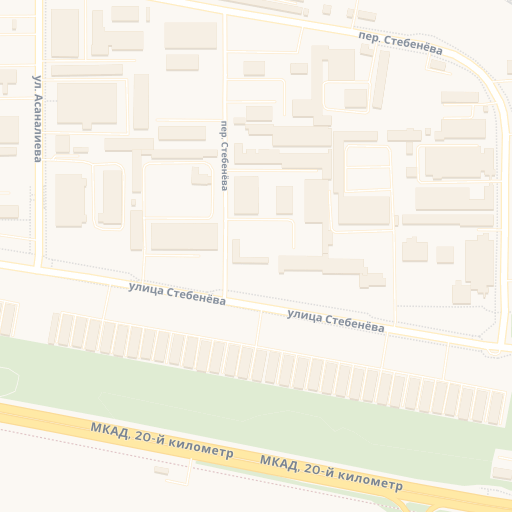 пер. Стебенёва
ул. Асаналиева
пер. Стебенёва
улица Стебенёва
улица Стебенёва
МКАД, 20-й километр
МКАД, 20-й километр